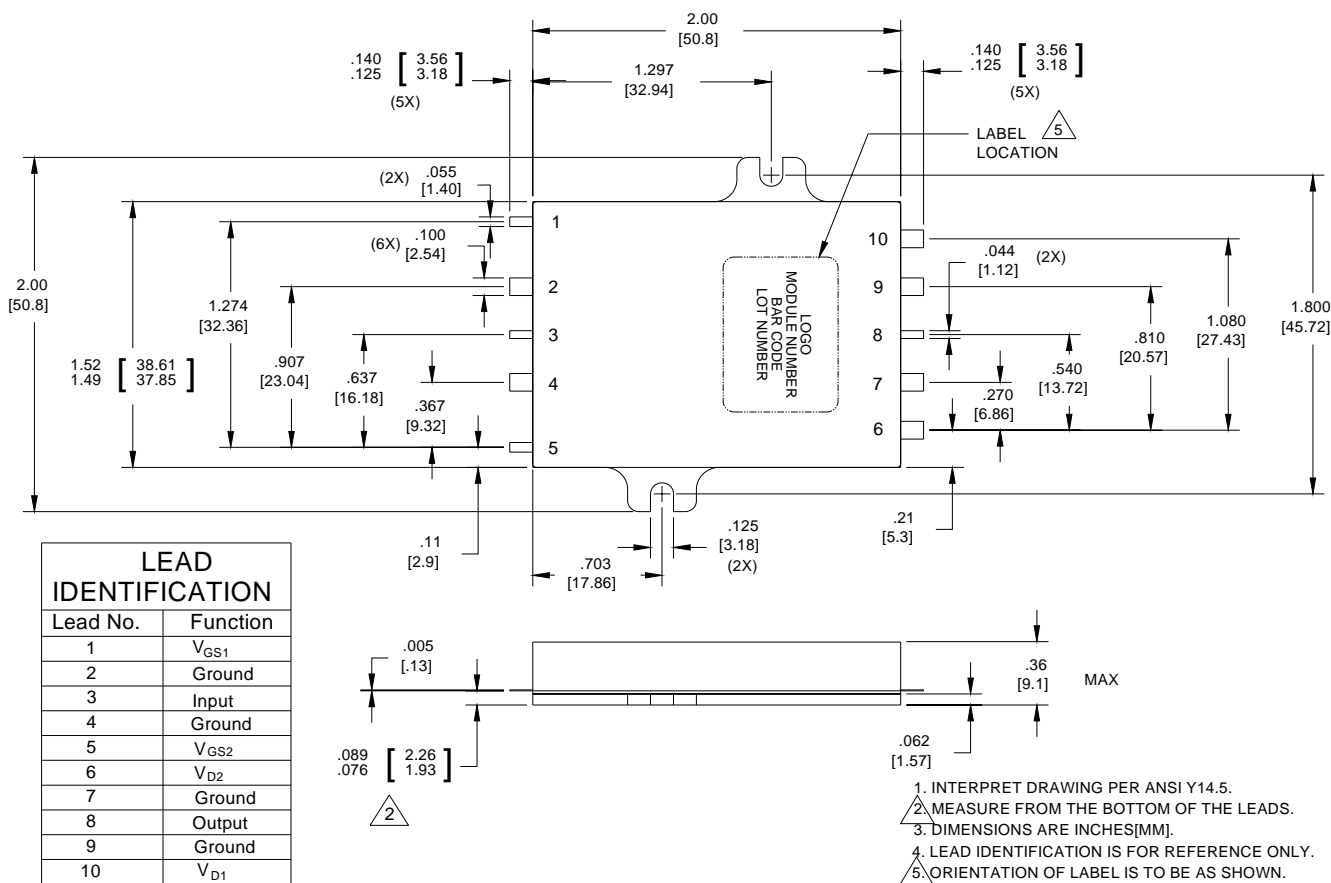 2.00
[50.8]
.140
.125 [ 3.56
3.18 ]
(5X)
1.297
[32.94]
.140
.125 [ 3.56
3.18 ]
(5X)
LABEL 5
LOCATION
(2X) .055
[1.40]
(6X) .100
[2.54]
2.00
[50.8]
1.52
1.49 [ 38.61
37.85 ]
1.274
[32.36]
.907
[23.04]
.637
[16.18]
.367
[9.32]
1
2
3
4
5
LOGO
MODULE NUMBER
BAR CODE
LOT NUMBER
10
9
8
7
6
.044
[1.12] (2X)
.270
[6.86]
.540
[13.72]
.810
[20.57]
1.080
[27.43]
1.800
[45.72]
.11
[2.9]
.703
[17.86]
.125
[3.18]
(2X)
.21
[5.3]
LEAD
IDENTIFICATION
Lead No. Function
1 VGS1
2 Ground
3 Input
4 Ground
5 VGS2
6 VD2
7 Ground
8 Output
9 Ground
10 VD1
.005
[.13]
.089
.076 [ 2.26
1.93 ]
2
.36
[9.1] MAX
.062
[1.57]
1. INTERPRET DRAWING PER ANSI Y14.5.
2. MEASURE FROM THE BOTTOM OF THE LEADS.
3. DIMENSIONS ARE INCHES[MM].
4. LEAD IDENTIFICATION IS FOR REFERENCE ONLY.
5. ORIENTATION OF LABEL IS TO BE AS SHOWN.